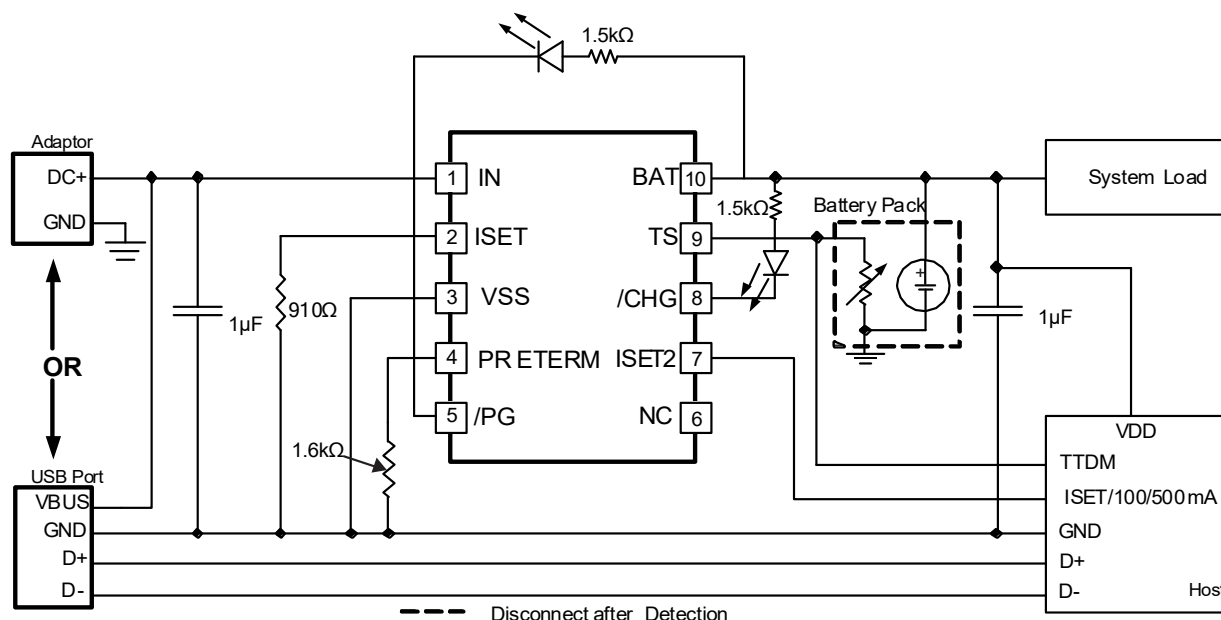 1.5kΩ
Adaptor
DC+
GND
1 IN
BAT 10
System Load
1.5kΩ
Battery Pack
2 ISET
TS 9
+
3 VSS
/CHG 8
910Ω
1µF
1µF
4 PRETERM
ISET2 7
OR
5 /PG
NC 6
1.6kΩ
VDD
TTDM
USB Port
VBUS
ISET/100/500mA
GND
GND
D+
D+
D-
D-
Host
Disconnect after Detection